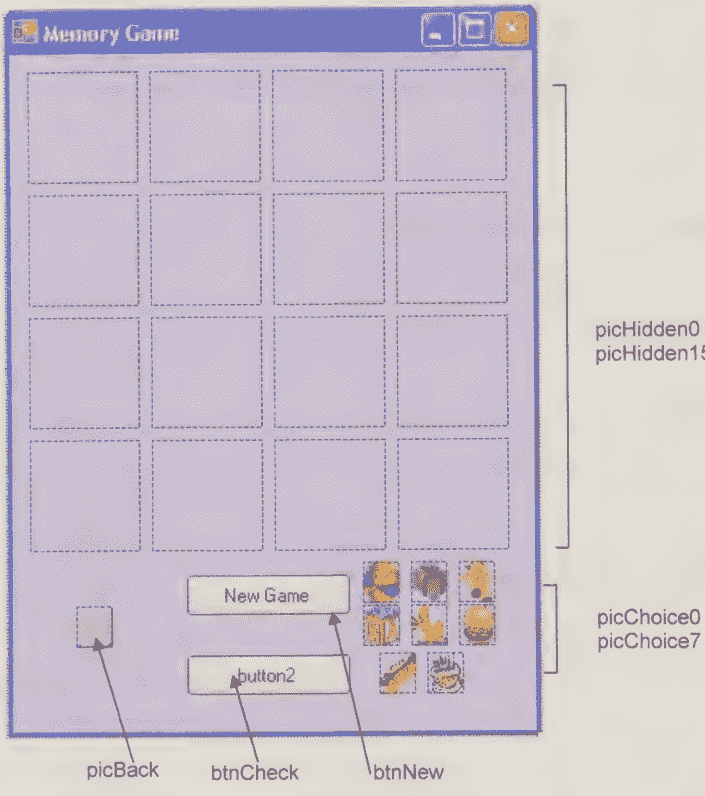 Memory Game
picHidden0
picHidden15
New Game
picChoice0
picChoice7
button2
picBack
btnCheck
btnNew